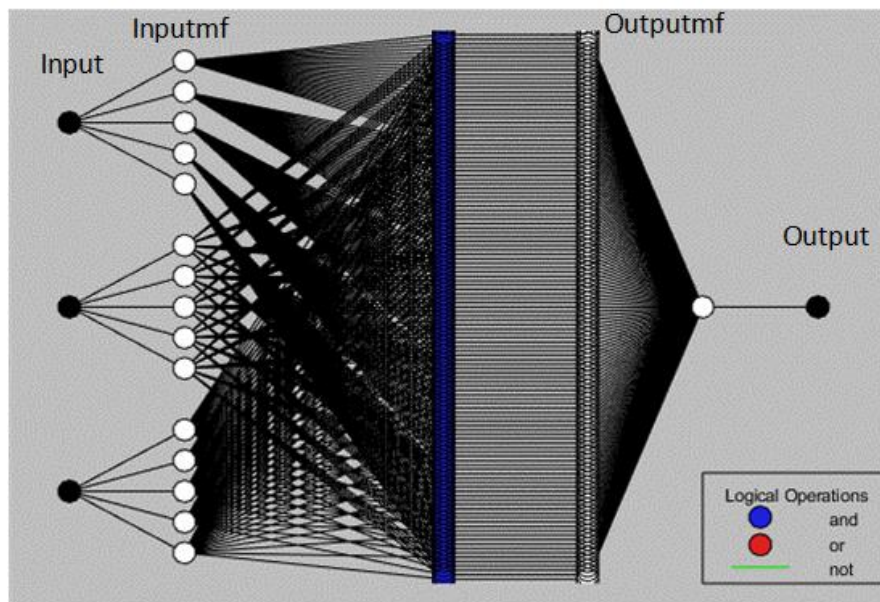 Inputmf
Outputmf
Input
Output
Logical Operations
and
or
not